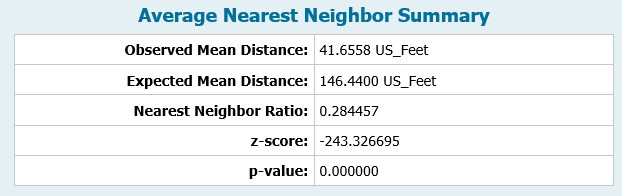 Average Nearest Neighbor Summary
Observed Mean Distance: 41.6558 US_Feet
Expected Mean Distance: 146.4400 US_Feet
Nearest Neighbor Ratio: 0.284457
z-score: -243.326695
p-value: 0.000000